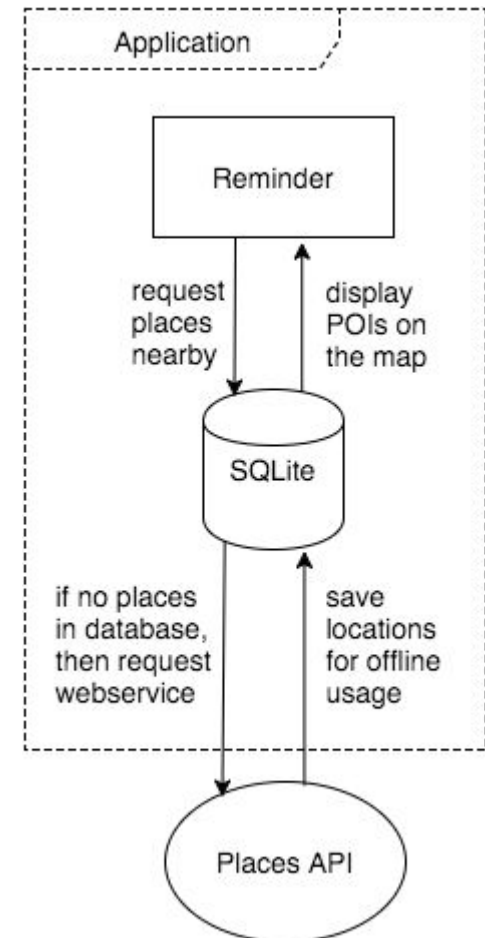 Application
Reminder
request
places
nearby
display
POIs on
the map
SQLite
if no places
in database,
then request
webservice
save
locations
for offline
usage
Places API